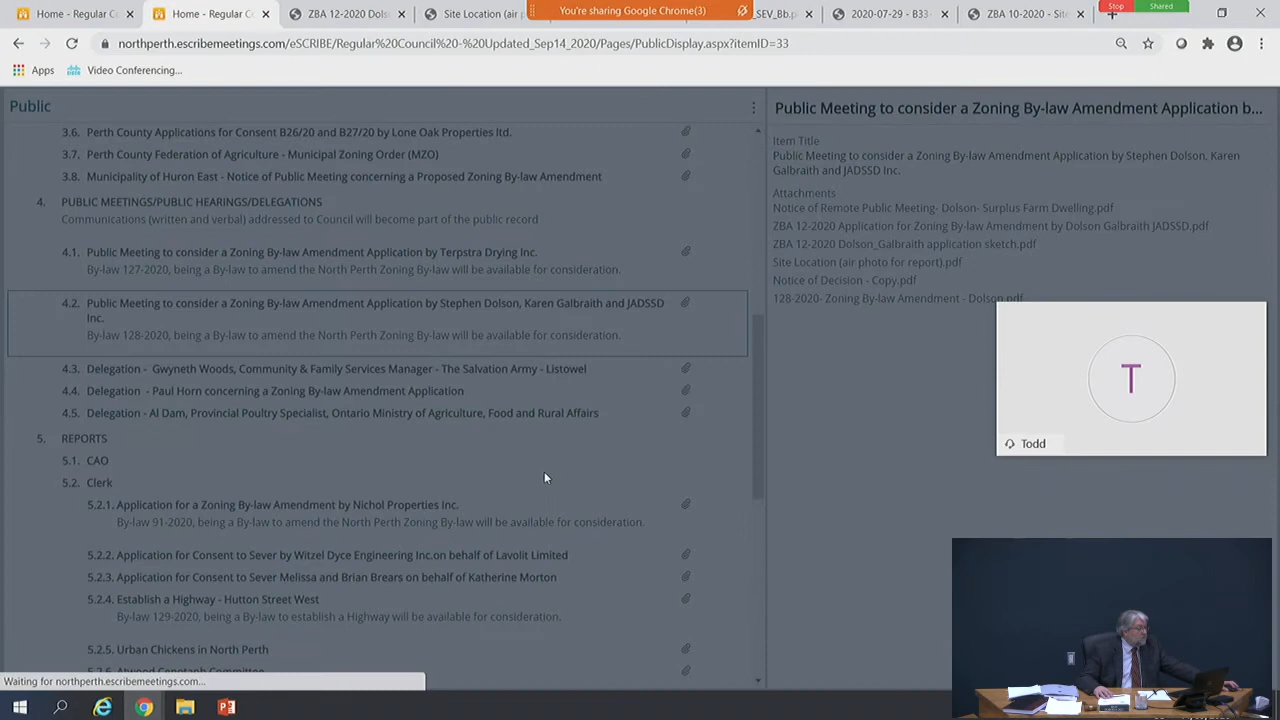 Home - Regular C
Home - Regular C
ZBA 12-2020 Dols
Site Location (air p
You're sharing Google Chrome(3)
_SEV_Bb.p
2020-07-29 - B33-
ZBA 10-2020 - Sit
Stop
Shared
northperth.escribemeetings.com/eSCRIBE/Regular%20Council%20-%20Updated_Sep14_2020/Pages/PublicDisplay.aspx?itemID=33
Apps
Video Conferencing...
Public
3.6. Perth County Applications for Consent B26/20 and B27/20 by Lone Oak Properties ltd.
3.7. Perth County Federation of Agriculture - Municipal Zoning Order (MZO)
3.8. Municipality of Huron East - Notice of Public Meeting concerning a Proposed Zoning By-law Amendment
4. PUBLIC MEETINGS/PUBLIC HEARINGS/DELEGATIONS
Communications (written and verbal) addressed to Council will become part of the public record
4.1. Public Meeting to consider a Zoning By-law Amendment Application by Terpstra Drying Inc.
By-law 127-2020, being a By-law to amend the North Perth Zoning By-law will be available for consideration.
4.2. Public Meeting to consider a Zoning By-law Amendment Application by Stephen Dolson, Karen Galbraith and JADSSD
Inc.
By-law 128-2020, being a By-law to amend the North Perth Zoning By-law will be available for consideration.
4.3. Delegation - Gwyneth Woods, Community & Family Services Manager - The Salvation Army - Listowel
4.4. Delegation - Paul Horn concerning a Zoning By-law Amendment Application
4.5. Delegation - Al Dam, Provincial Poultry Specialist, Ontario Ministry of Agriculture, Food and Rural Affairs
5. REPORTS
5.1. CAO
5.2. Clerk
5.2.1. Application for a Zoning By-law Amendment by Nichol Properties Inc.
By-law 91-2020, being a By-law to amend the North Perth Zoning By-law will be available for consideration.
5.2.2. Application for Consent to Sever by Witzel Dyce Engineering Inc.on behalf of Lavolit Limited
5.2.3. Application for Consent to Sever Melissa and Brian Brears on behalf of Katherine Morton
5.2.4. Establish a Highway - Hutton Street West
By-law 129-2020, being a By-law to establish a Highway will be available for consideration.
5.2.5. Urban Chickens in North Perth
5.2.6. Atwood Cenotaph Committee
Waiting for northperth.escribemeetings.com...
Public Meeting to consider a Zoning By-law Amendment Application b...
Item Title
Public Meeting to consider a Zoning By-law Amendment Application by Stephen Dolson, Karen
Galbraith and JADSSD Inc.
Attachments
Notice of Remote Public Meeting- Dolson- Surplus Farm Dwelling.pdf
ZBA 12-2020 Application for Zoning By-law Amendment by Dolson Galbraith JADSSD.pdf
ZBA 12-2020 Dolson_Galbraith application sketch.pdf
Site Location (air photo for report).pdf
Notice of Decision - Copy.pdf
128-2020- Zoning By-law Amendment - Dolson.pdf
T
Todd